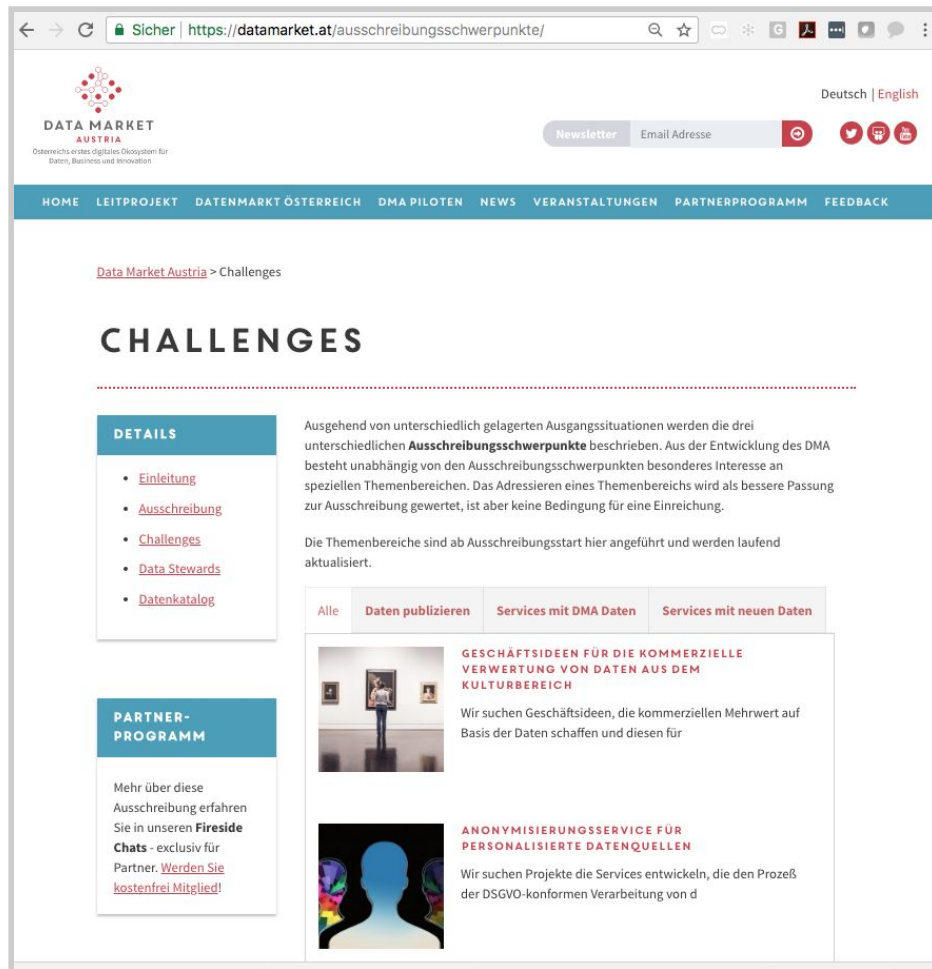 Sicher | https://datamarket.at/ausschreibungsschwerpunkte/
DATA MARKET
AUSTRIA
Österreichs erstes digitales Ökosystem für
Daten, Business und Innovation
Deutsch | English
Newsletter Email Adresse
HOME LEITPROJEKT DATENMARKT ÖSTERREICH DMA PILOTEN NEWS VERANSTALTUNGEN PARTNERPROGRAMM FEEDBACK
Data Market Austria > Challenges
CHALLENGES
DETAILS
Einleitung
Ausschreibung
Challenges
Data Stewards
Datenkatalog
PARTNER-
PROGRAMM
Mehr über diese
Ausschreibung erfahren
Sie in unseren Fireside
Chats - exclusiv für
Partner. Werden Sie
kostenfrei Mitglied!
Ausgehend von unterschiedlich gelagerten Ausgangssituationen werden die drei
unterschiedlichen Ausschreibungsschwerpunkte beschrieben. Aus der Entwicklung des DMA
besteht unabhängig von den Ausschreibungsschwerpunkten besonderes Interesse an
speziellen Themenbereichen. Das Adressieren eines Themenbereichs wird als bessere Passung
zur Ausschreibung gewertet, ist aber keine Bedingung für eine Einreichung.
Die Themenbereiche sind ab Ausschreibungsstart hier angeführt und werden laufend
aktualisiert.
Alle Daten publizieren Services mit DMA Daten Services mit neuen Daten
GESCHÄFTSIDEEN FÜR DIE KOMMERZIELLE
VERWERTUNG VON DATEN AUS DEM
KULTURBEREICH
Wir suchen Geschäftsideen, die kommerziellen Mehrwert auf
Basis der Daten schaffen und diesen für
ANONYMISIERUNGSSERVICE FÜR
PERSONALISIERTE DATENQUELLEN
Wir suchen Projekte die Services entwickeln, die den Prozeß
der DSGVO-konformen Verarbeitung von d